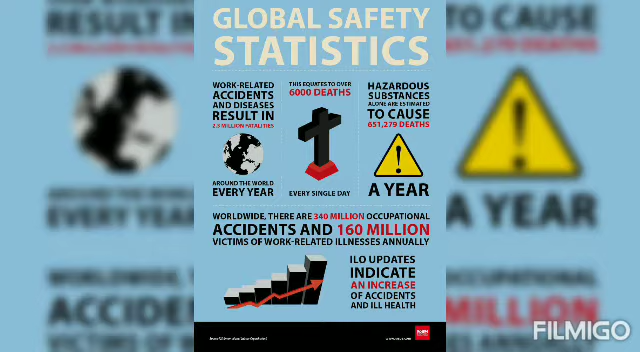 GLOBAL SAFETY
STATISTICS
WORK-RELATED
ACCIDENTS
AND DISEASES
RESULT IN
2.3 MILLION FATALITIES
AROUND THE WORLD
EVERY YEAR
THIS EQUATES TO OVER
6000 DEATHS
EVERY SINGLE DAY
HAZARDOUS
SUBSTANCES
ALONE ARE ESTIMATED
TO CAUSE
651,279 DEATHS
A YEAR
WORLDWIDE, THERE ARE 340 MILLION OCCUPATIONAL
ACCIDENTS AND 160 MILLION
VICTIMS OF WORK-RELATED ILLNESSES ANNUALLY
ILO UPDATES
INDICATE
AN INCREASE
OF ACCIDENTS
AND ILL HEALTH
FILMIGO